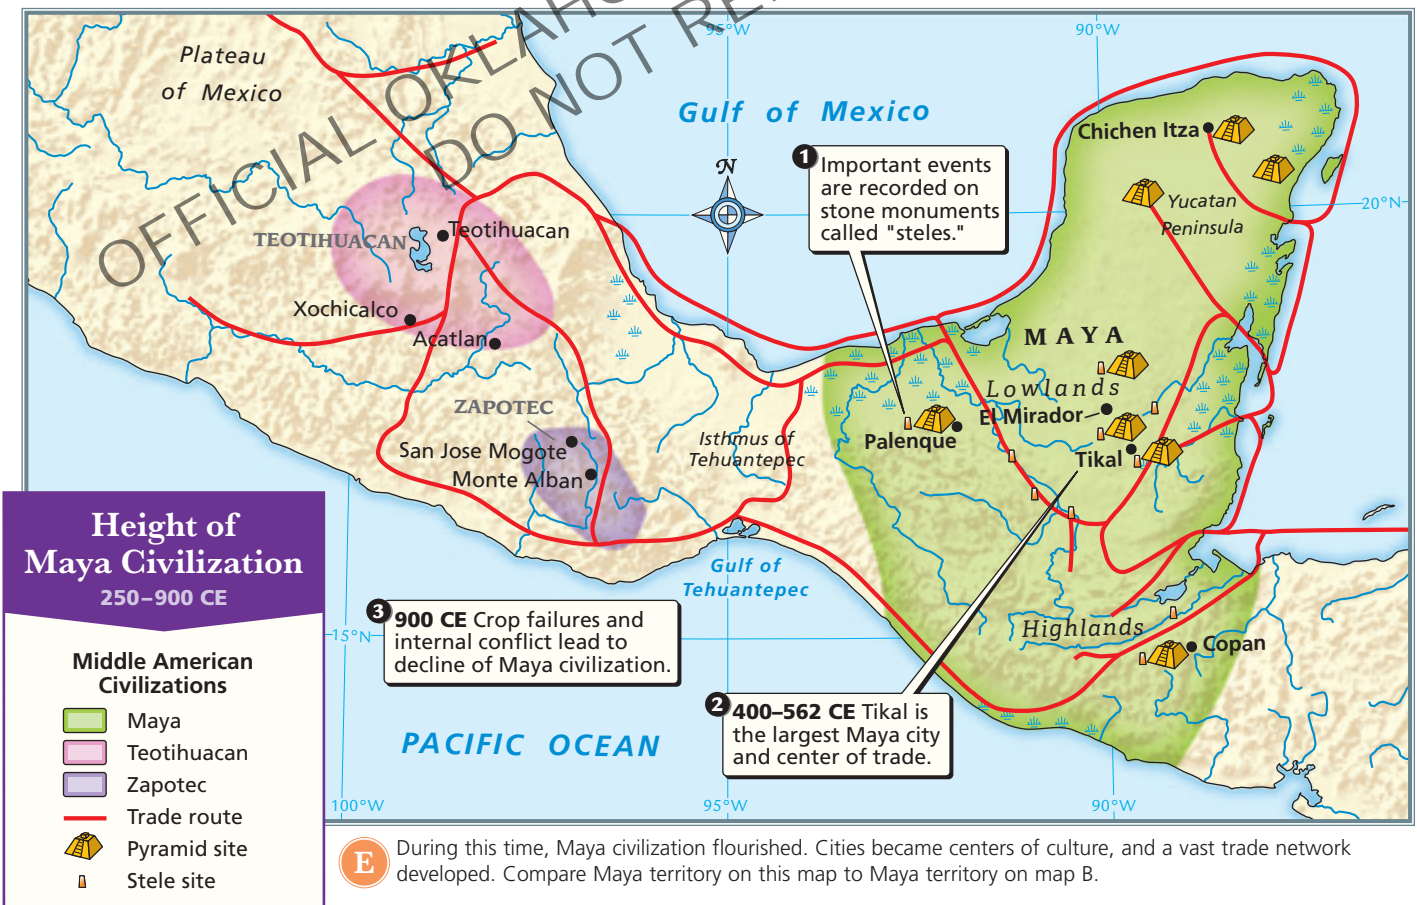 OFFICIAL OKLAHO
DO NOT RE
95°W
90°W
Plateau
of Mexico
Gulf of Mexico
N
Chichen Itza
1 Important events
are recorded on
stone monuments
called "steles."
Yucatan
Peninsula
20°N
TEOTIHUACAN
Teotihuacan
Xochicalco
Acatlan
MAYA
Lowlands
El Mirador
Palenque
Tikal
ZAPOTEC
San Jose Mogote
Monte Alban
Isthmus of
Tehuantepec
Gulf of
Tehuantepec
15°N
3 900 CE Crop failures and
internal conflict lead to
decline of Maya civilization.
Highlands
Copan
2 400–562 CE Tikal is
the largest Maya city
and center of trade.
PACIFIC OCEAN
100°W
95°W
90°W
Height of
Maya Civilization
250–900 CE
Middle American
Civilizations
Maya
Teotihuacan
Zapotec
Trade route
Pyramid site
Stele site
E During this time, Maya civilization flourished. Cities became centers of culture, and a vast trade network
developed. Compare Maya territory on this map to Maya territory on map B.